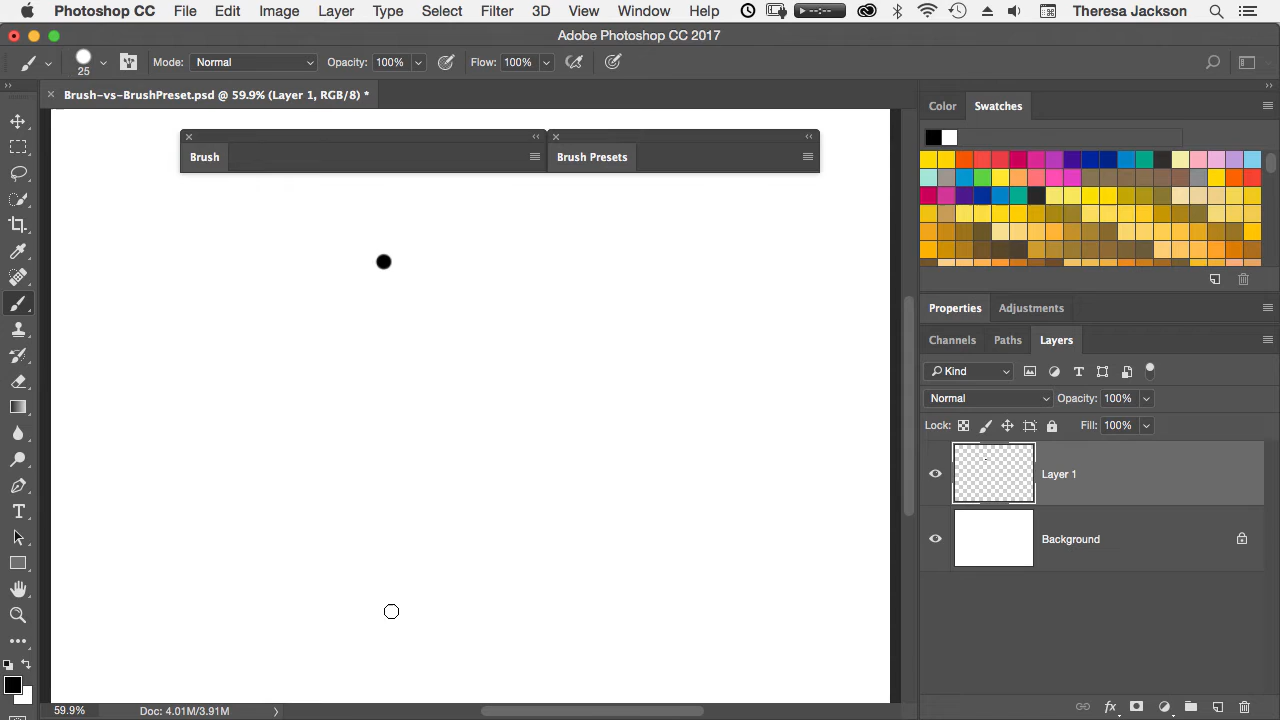 Photoshop CC File Edit Image Layer Type Select Filter 3D View Window Help --:-- Theresa Jackson
Adobe Photoshop CC 2017
25 Mode: Normal Opacity: 100% Flow: 100%
Brush-vs-BrushPreset.psd @ 59.9% (Layer 1, RGB/8) *
Color Swatches
Brush Brush Presets
Properties Adjustments
Channels Paths Layers
Kind
Normal Opacity: 100%
Lock: Fill: 100%
Layer 1
Background
59.9% Doc: 4.01M/3.91M